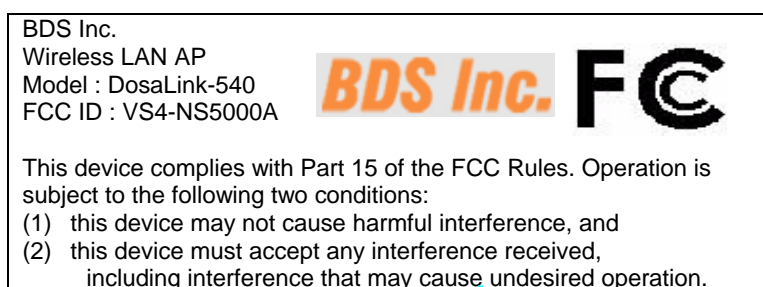 BDS Inc.
Wireless LAN AP
Model : DosaLink-540
FCC ID : VS4-NS5000A
BDS Inc.
FCC
This device complies with Part 15 of the FCC Rules. Operation is
subject to the following two conditions:
(1) this device may not cause harmful interference, and
(2) this device must accept any interference received,
including interference that may cause undesired operation.